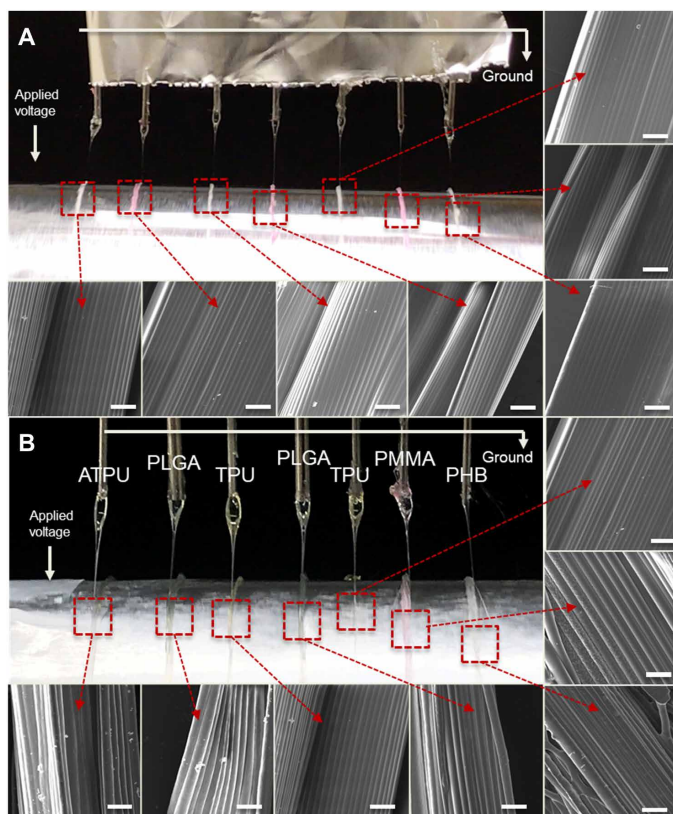 A
Ground
Applied
voltage
B
ATPU
PLGA
TPU
PLGA
TPU
PMMA
PHB
Ground
Applied
voltage